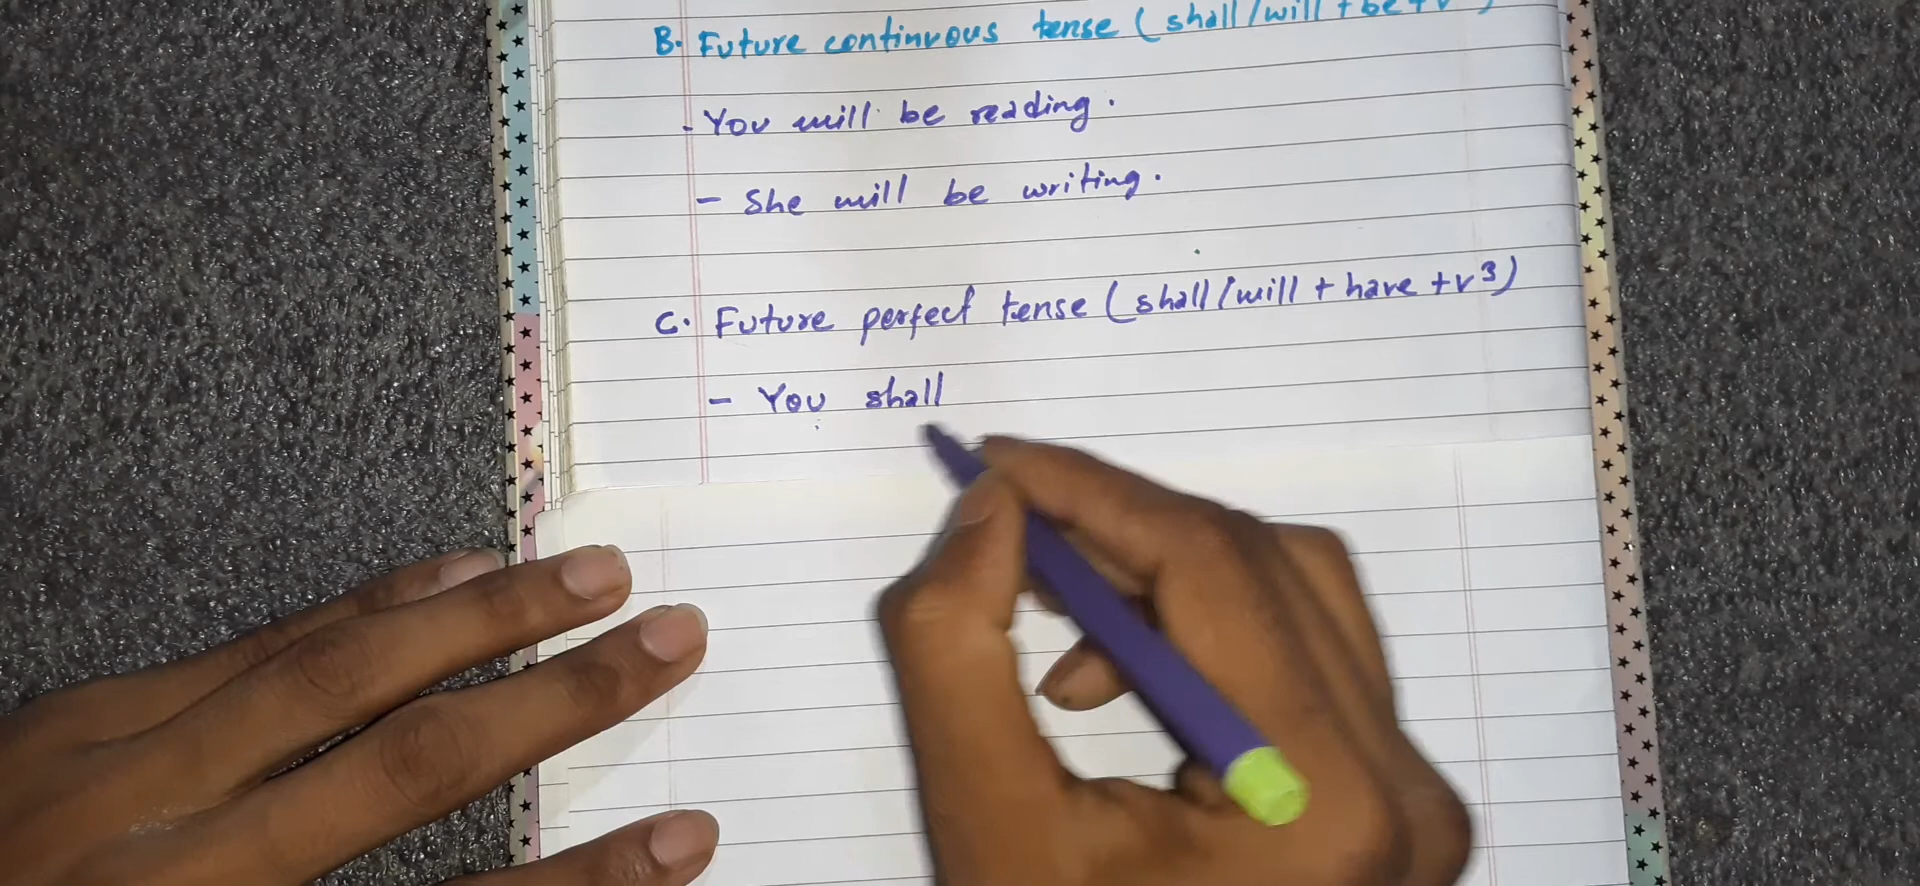 B. Future continuous tense (shall/will + be +v
- You will be reading.
- She will be writing.
C. Future perfect tense (shall/will + have +v3)
- You shall